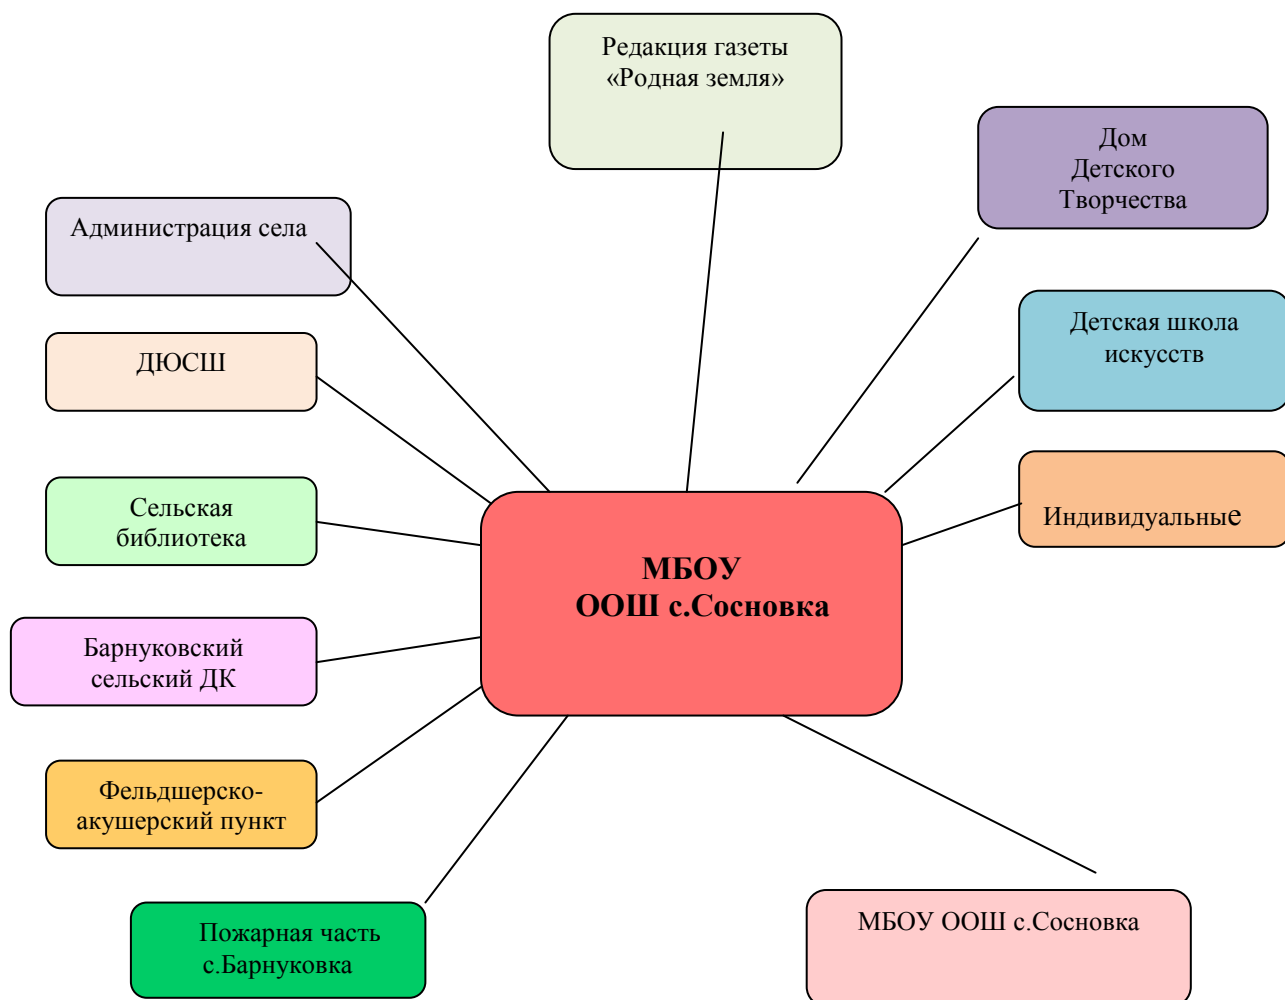 Редакция газеты
«Родная земля»
Дом
Детского
Творчества
Администрация села
Детская школа
искусств
ДЮСШ
Индивидуальные
Сельская
библиотека
МБОУ
ООШ с.Сосновка
Барнуковский
сельский ДК
Фельдшерско-
акушерский пункт
Пожарная часть
с.Барнуковка
МБОУ ООШ с.Сосновка